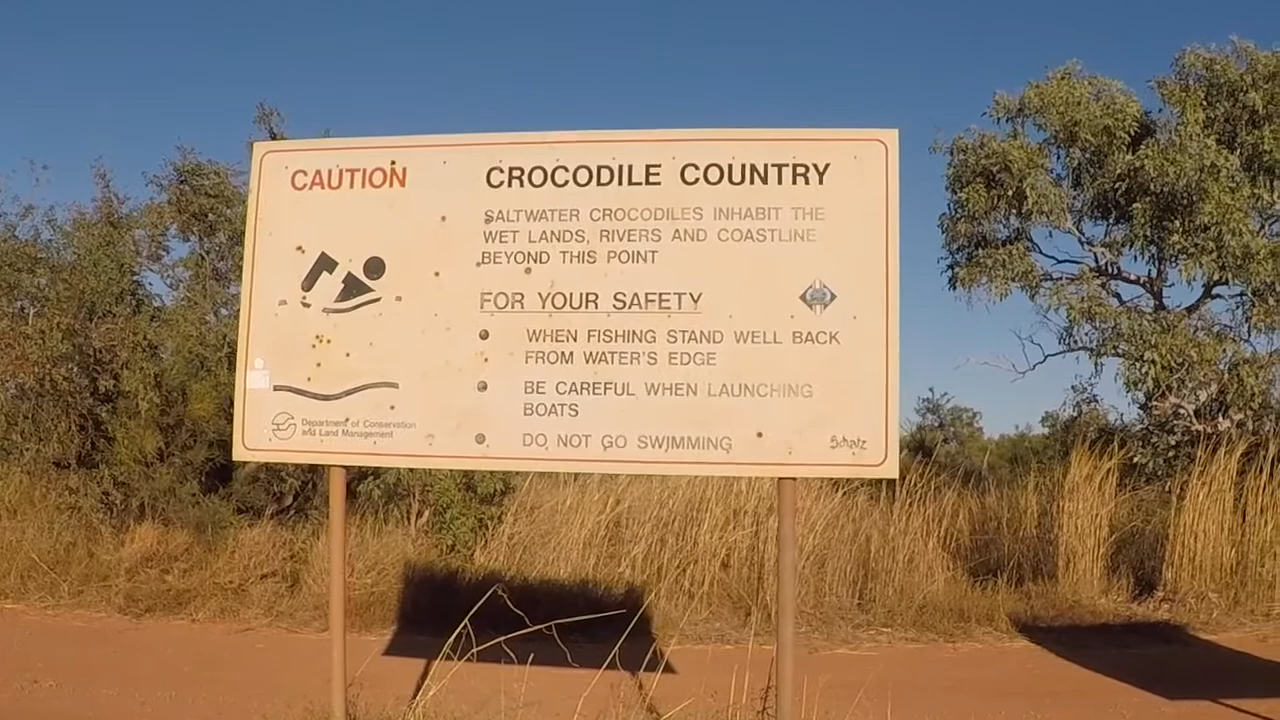 CAUTION
CROCODILE COUNTRY
SALTWATER CROCODILES INHABIT THE
WET LANDS, RIVERS AND COASTLINE
BEYOND THIS POINT
FOR YOUR SAFETY
WHEN FISHING STAND WELL BACK
FROM WATER'S EDGE
BE CAREFUL WHEN LAUNCHING
BOATS
DO NOT GO SWIMMING
Department of Conservation
and Land Management